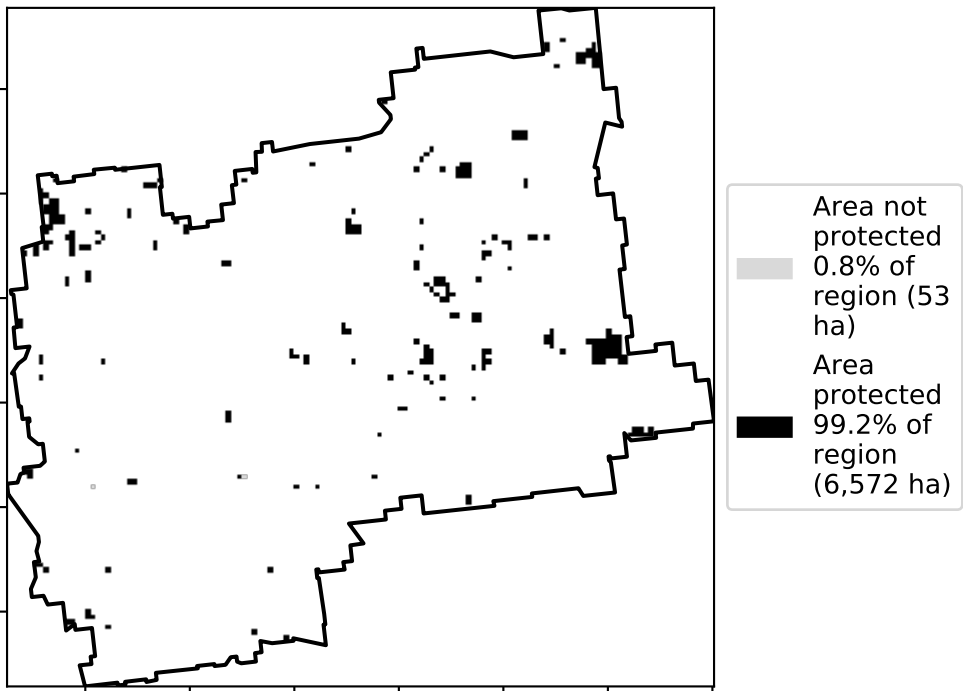 Area not
protected
0.8% of
region (53
ha)
Area
protected
99.2% of
region
(6,572 ha)